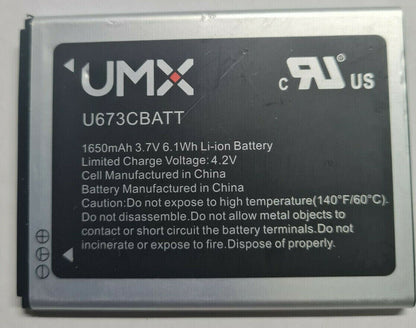 UMX
c RU US
U673CBATT
1650mAh 3.7V 6.1Wh Li-ion Battery
Limited Charge Voltage: 4.2V
Cell Manufactured in China
Battery Manufactured in China
Caution:Do not expose to high temperature(140°F/60°C).
Do not disassemble.Do not allow metal objects to
contact or short circuit the battery terminals.Do not
incinerate or expose to fire.Dispose of properly.